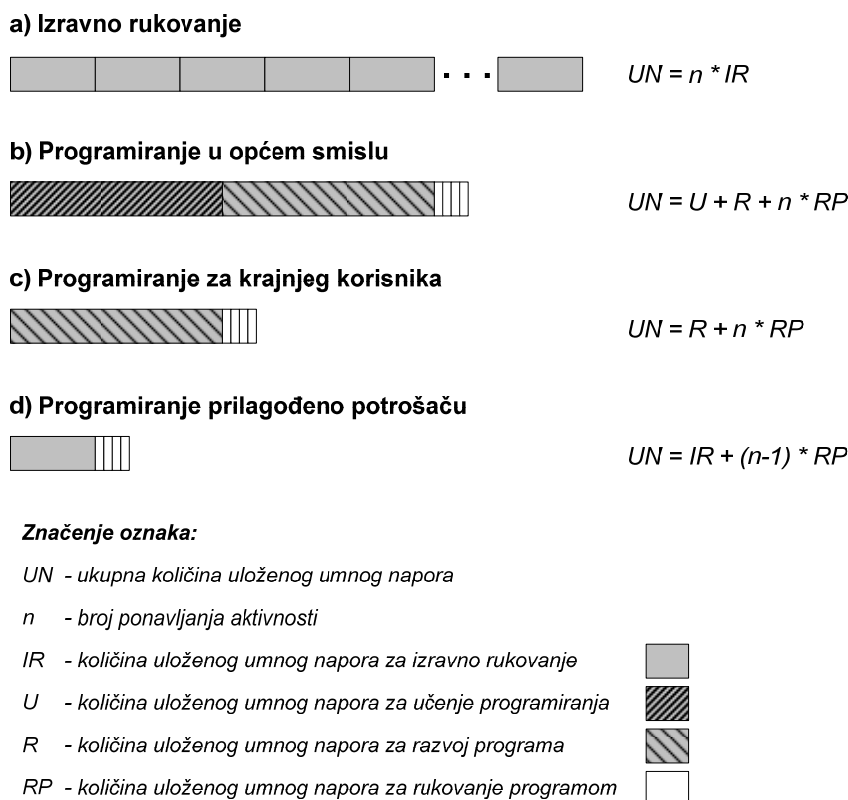 a) Izravno rukovanje
. . .
UN = n * IR
b) Programiranje u općem smislu
UN = U + R + n * RP
c) Programiranje za krajnjeg korisnika
UN = R + n * RP
d) Programiranje prilagođeno potrošaču
UN = IR + (n-1) * RP
Značenje oznaka:
UN - ukupna količina uloženog umnog napora
n - broj ponavljanja aktivnosti
IR - količina uloženog umnog napora za izravno rukovanje
U - količina uloženog umnog napora za učenje programiranja
R - količina uloženog umnog napora za razvoj programa
RP - količina uloženog umnog napora za rukovanje programom